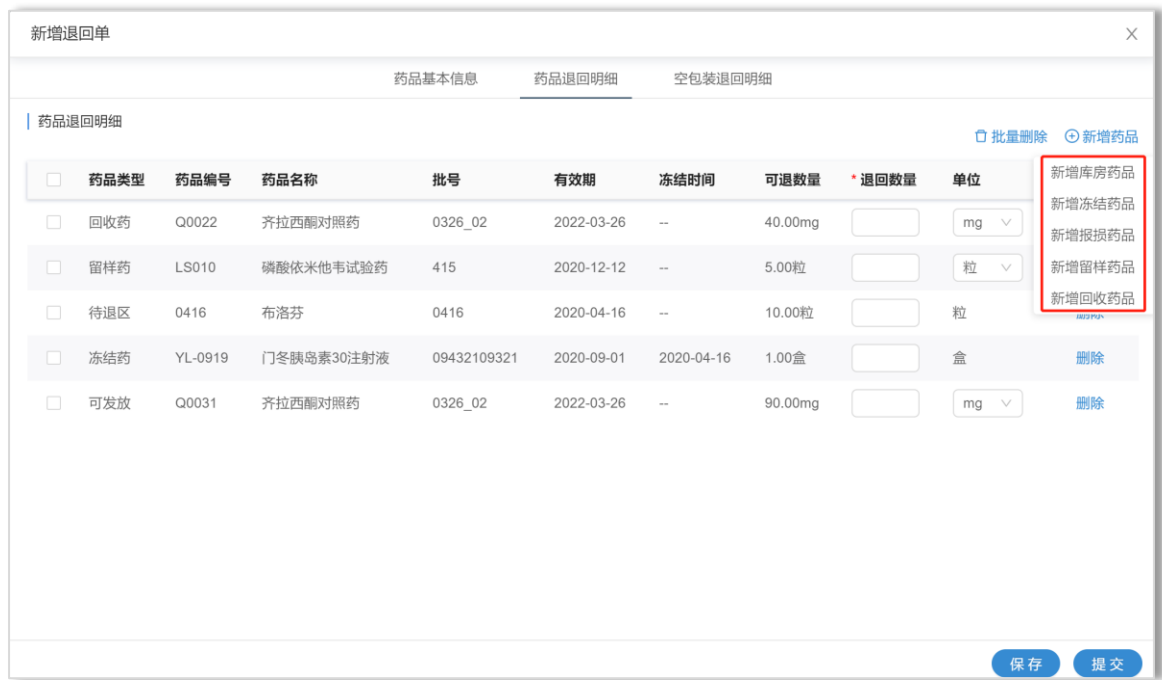 新增退回单
药品基本信息 药品退回明细 空包装退回明细
药品退回明细
批量删除 新增药品
药品类型 药品编号 药品名称 批号 有效期 冻结时间 可退数量 * 退回数量 单位
新增库房药品
新增冻结药品
新增报损药品
新增留样药品
新增回收药品
回收药 Q0022 齐拉西酮对照药 0326_02 2022-03-26 -- 40.00mg mg
留样药 LS010 磷酸依米他韦试验药 415 2020-12-12 -- 5.00粒 粒
待退区 0416 布洛芬 0416 2020-04-16 -- 10.00粒 粒 删除
冻结药 YL-0919 门冬胰岛素30注射液 09432109321 2020-09-01 2020-04-16 1.00盒 盒 删除
可发放 Q0031 齐拉西酮对照药 0326_02 2022-03-26 -- 90.00mg mg 删除
保存 提交